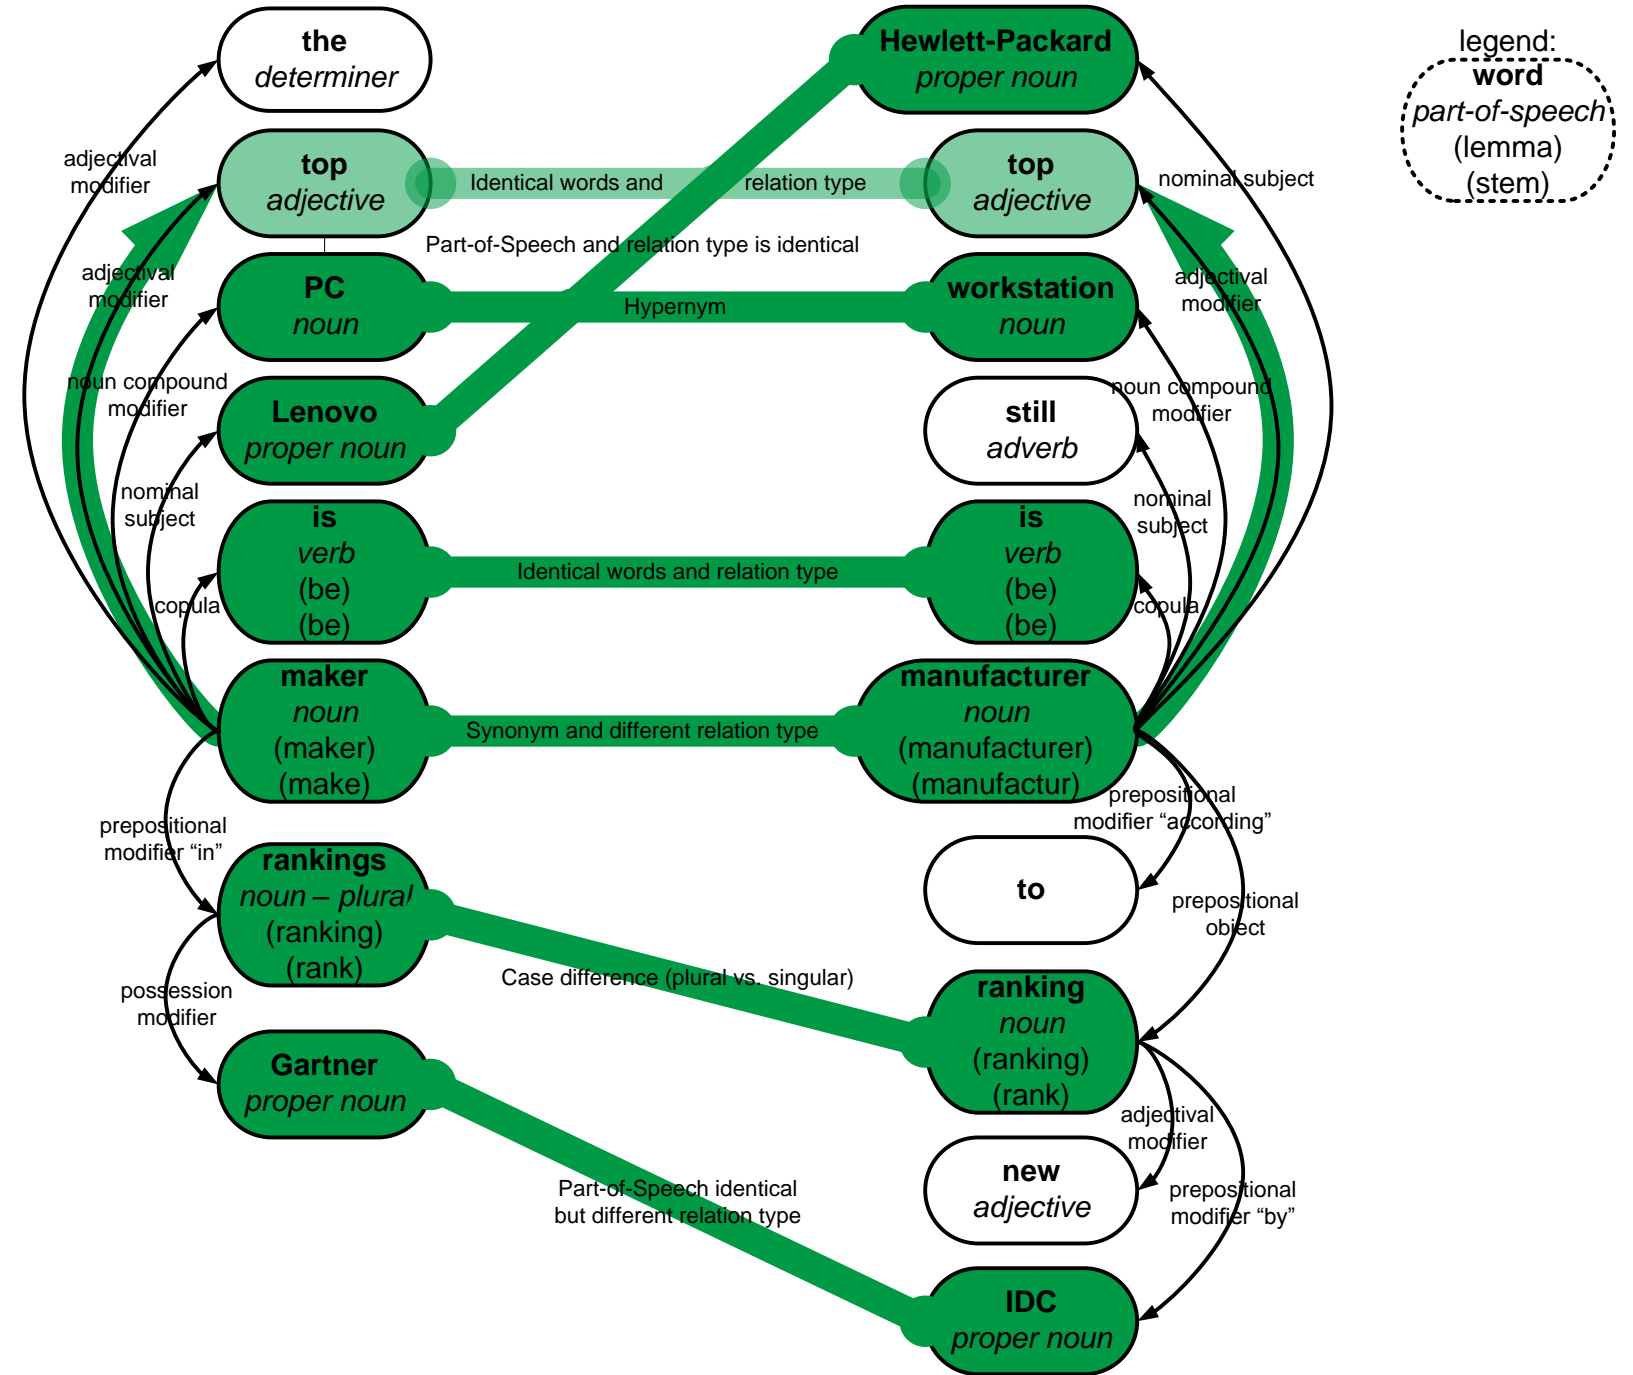 the
determiner
Hewlett-Packard
proper noun
legend:
word
part-of-speech
(lemma)
(stem)
adjectival
modifier
top
adjective
Identical words and relation type
top
adjective
nominal subject
Part-of-Speech and relation type is identical
adjectival
modifier
PC
noun
Hypernym
workstation
noun
adjectival
modifier
noun compound
modifier
Lenovo
proper noun
still
adverb
noun compound
modifier
nominal
subject
is
verb
(be)
(be)
Identical words and relation type
is
verb
(be)
(be)
nominal
subject
copula
copula
maker
noun
(maker)
(make)
Synonym and different relation type
manufacturer
noun
(manufacturer)
(manufactur)
prepositional
modifier "in"
prepositional
modifier “according”
rankings
noun – plural
(ranking)
(rank)
to
prepositional
object
Case difference (plural vs. singular)
possession
modifier
ranking
noun
(ranking)
(rank)
Gartner
proper noun
adjectival
modifier
Part-of-Speech identical
but different relation type
new
adjective
prepositional
modifier “by”
IDC
proper noun